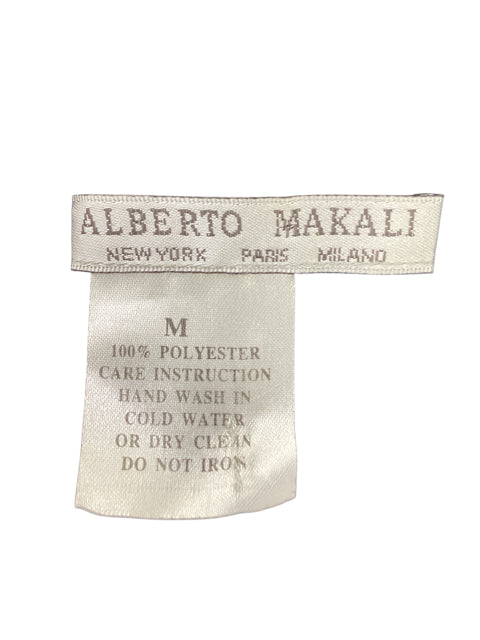 ALBERTO MAKALI
NEW YORK PARIS MILANO
M
100% POLYESTER
CARE INSTRUCTION
HAND WASH IN
COLD WATER
OR DRY CLEAN
DO NOT IRON